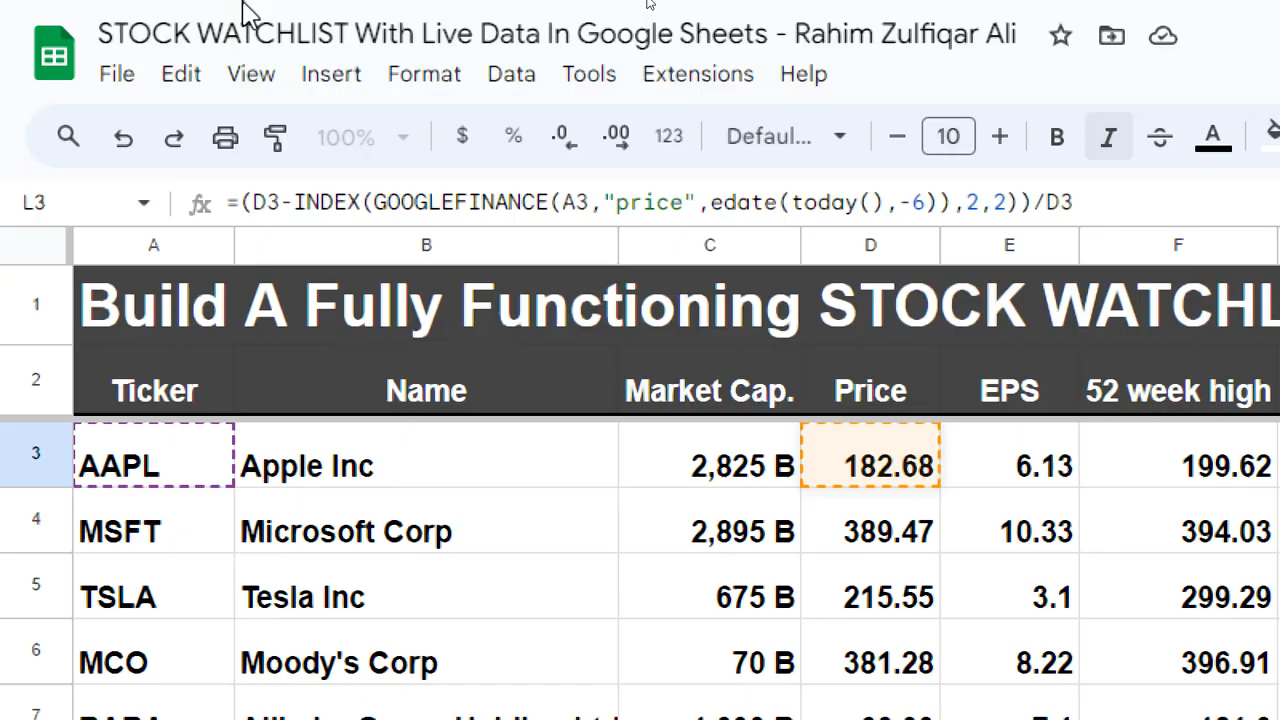 STOCK WATCHLIST With Live Data In Google Sheets - Rahim Zulfiqar Ali
File Edit View Insert Format Data Tools Extensions Help
100% $ % .0 .00 123 Defaul... 10 B I S A
L3 fx =(D3-INDEX(GOOGLEFINANCE(A3,"price",edate(today(),-6)),2,2))/D3
A B C D E F
1 Build A Fully Functioning STOCK WATCHL
2 Ticker Name Market Cap. Price EPS 52 week high
3 AAPL Apple Inc 2,825 B 182.68 6.13 199.62
4 MSFT Microsoft Corp 2,895 B 389.47 10.33 394.03
5 TSLA Tesla Inc 675 B 215.55 3.1 299.29
6 MCO Moody's Corp 70 B 381.28 8.22 396.91
7